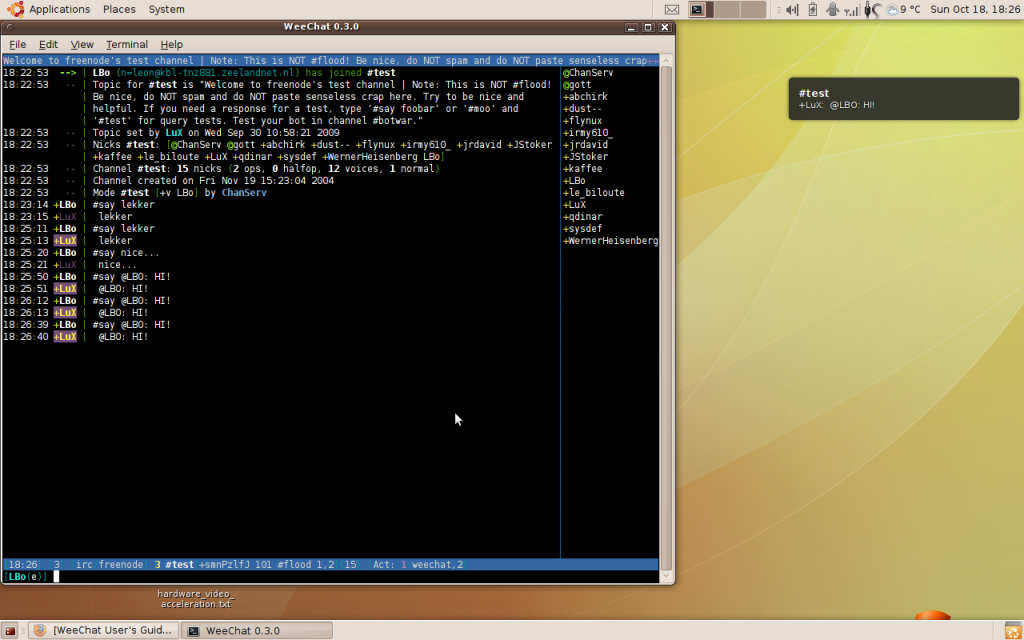 Applications Places System
9 °C Sun Oct 18, 18:26
WeeChat 0.3.0
File Edit View Terminal Help
Welcome to freenode's test channel | Note: This is NOT #flood! Be nice, do NOT spam and do NOT paste senseless crap++
18:22:53 --> | LBo (n=leon@kbl-tnz881.zeelandnet.nl) has joined #test
18:22:53 -- | Topic for #test is "Welcome to freenode's test channel | Note: This is NOT #flood!
| Be nice, do NOT spam and do NOT paste senseless crap here. Try to be nice and
| helpful. If you need a response for a test, type '#say foobar' or '#moo' and
| '#test' for query tests. Test your bot in channel #botwar."
18:22:53 -- | Topic set by LuX on Wed Sep 30 10:58:21 2009
18:22:53 -- | Nicks #test: [@ChanServ @gott +abchirk +dust-- +flynux +irmy610_ +jrdavid +JStoker
| +kaffee +le_biloute +LuX +qdinar +sysdef +WernerHeisenberg LBo]
18:22:53 -- | Channel #test: 15 nicks (2 ops, 0 halfop, 12 voices, 1 normal)
18:22:53 -- | Channel created on Fri Nov 19 15:23:04 2004
18:22:53 -- | Mode #test [+v LBo] by ChanServ
18:23:14 +LBo | #say lekker
18:23:15 +LuX | lekker
18:25:11 +LBo | #say lekker
18:25:13 +LuX | lekker
18:25:20 +LBo | #say nice...
18:25:21 +LuX | nice...
18:25:50 +LBo | #say @LBO: HI!
18:25:51 +LuX | @LBO: HI!
18:26:12 +LBo | #say @LBO: HI!
18:26:13 +LuX | @LBO: HI!
18:26:39 +LBo | #say @LBO: HI!
18:26:40 +LuX | @LBO: HI!
@ChanServ
@gott
+abchirk
+dust--
+flynux
+irmy610_
+jrdavid
+JStoker
+kaffee
+LBo
+le_biloute
+LuX
+qdinar
+sysdef
+WernerHeisenberg
#test
+LuX: @LBO: HI!
[18:26] [3] [irc freenode] 3 #test(+smnPzlfJ 101 #flood 1,2){15} [Act: 1 weechat,2]
[LBo(e)]
hardware_video_
acceleration.txt
[WeeChat User's Guid... WeeChat 0.3.0